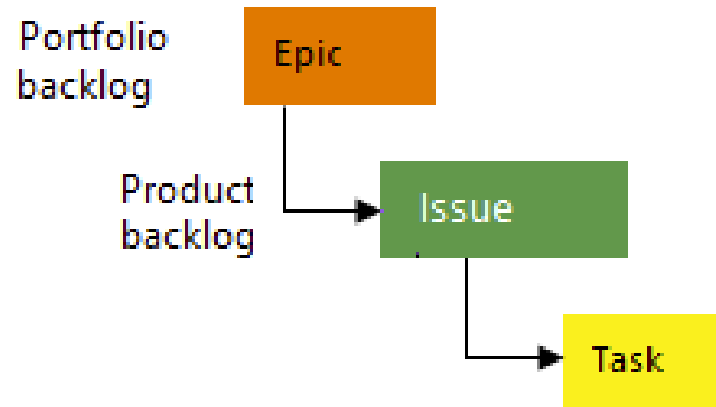 Portfolio
backlog
Epic
Product
backlog
Issue
Task